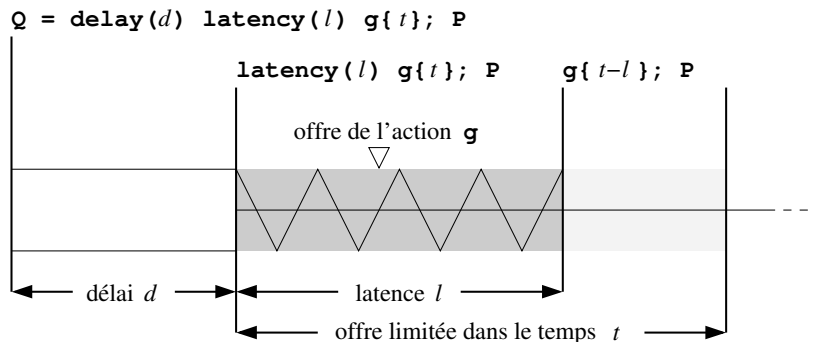 Q = delay(d) latency(l) g{t}; P
latency(l) g{t}; P
g{t−l}; P
offre de l'action g
délai d
latence l
offre limitée dans le temps t